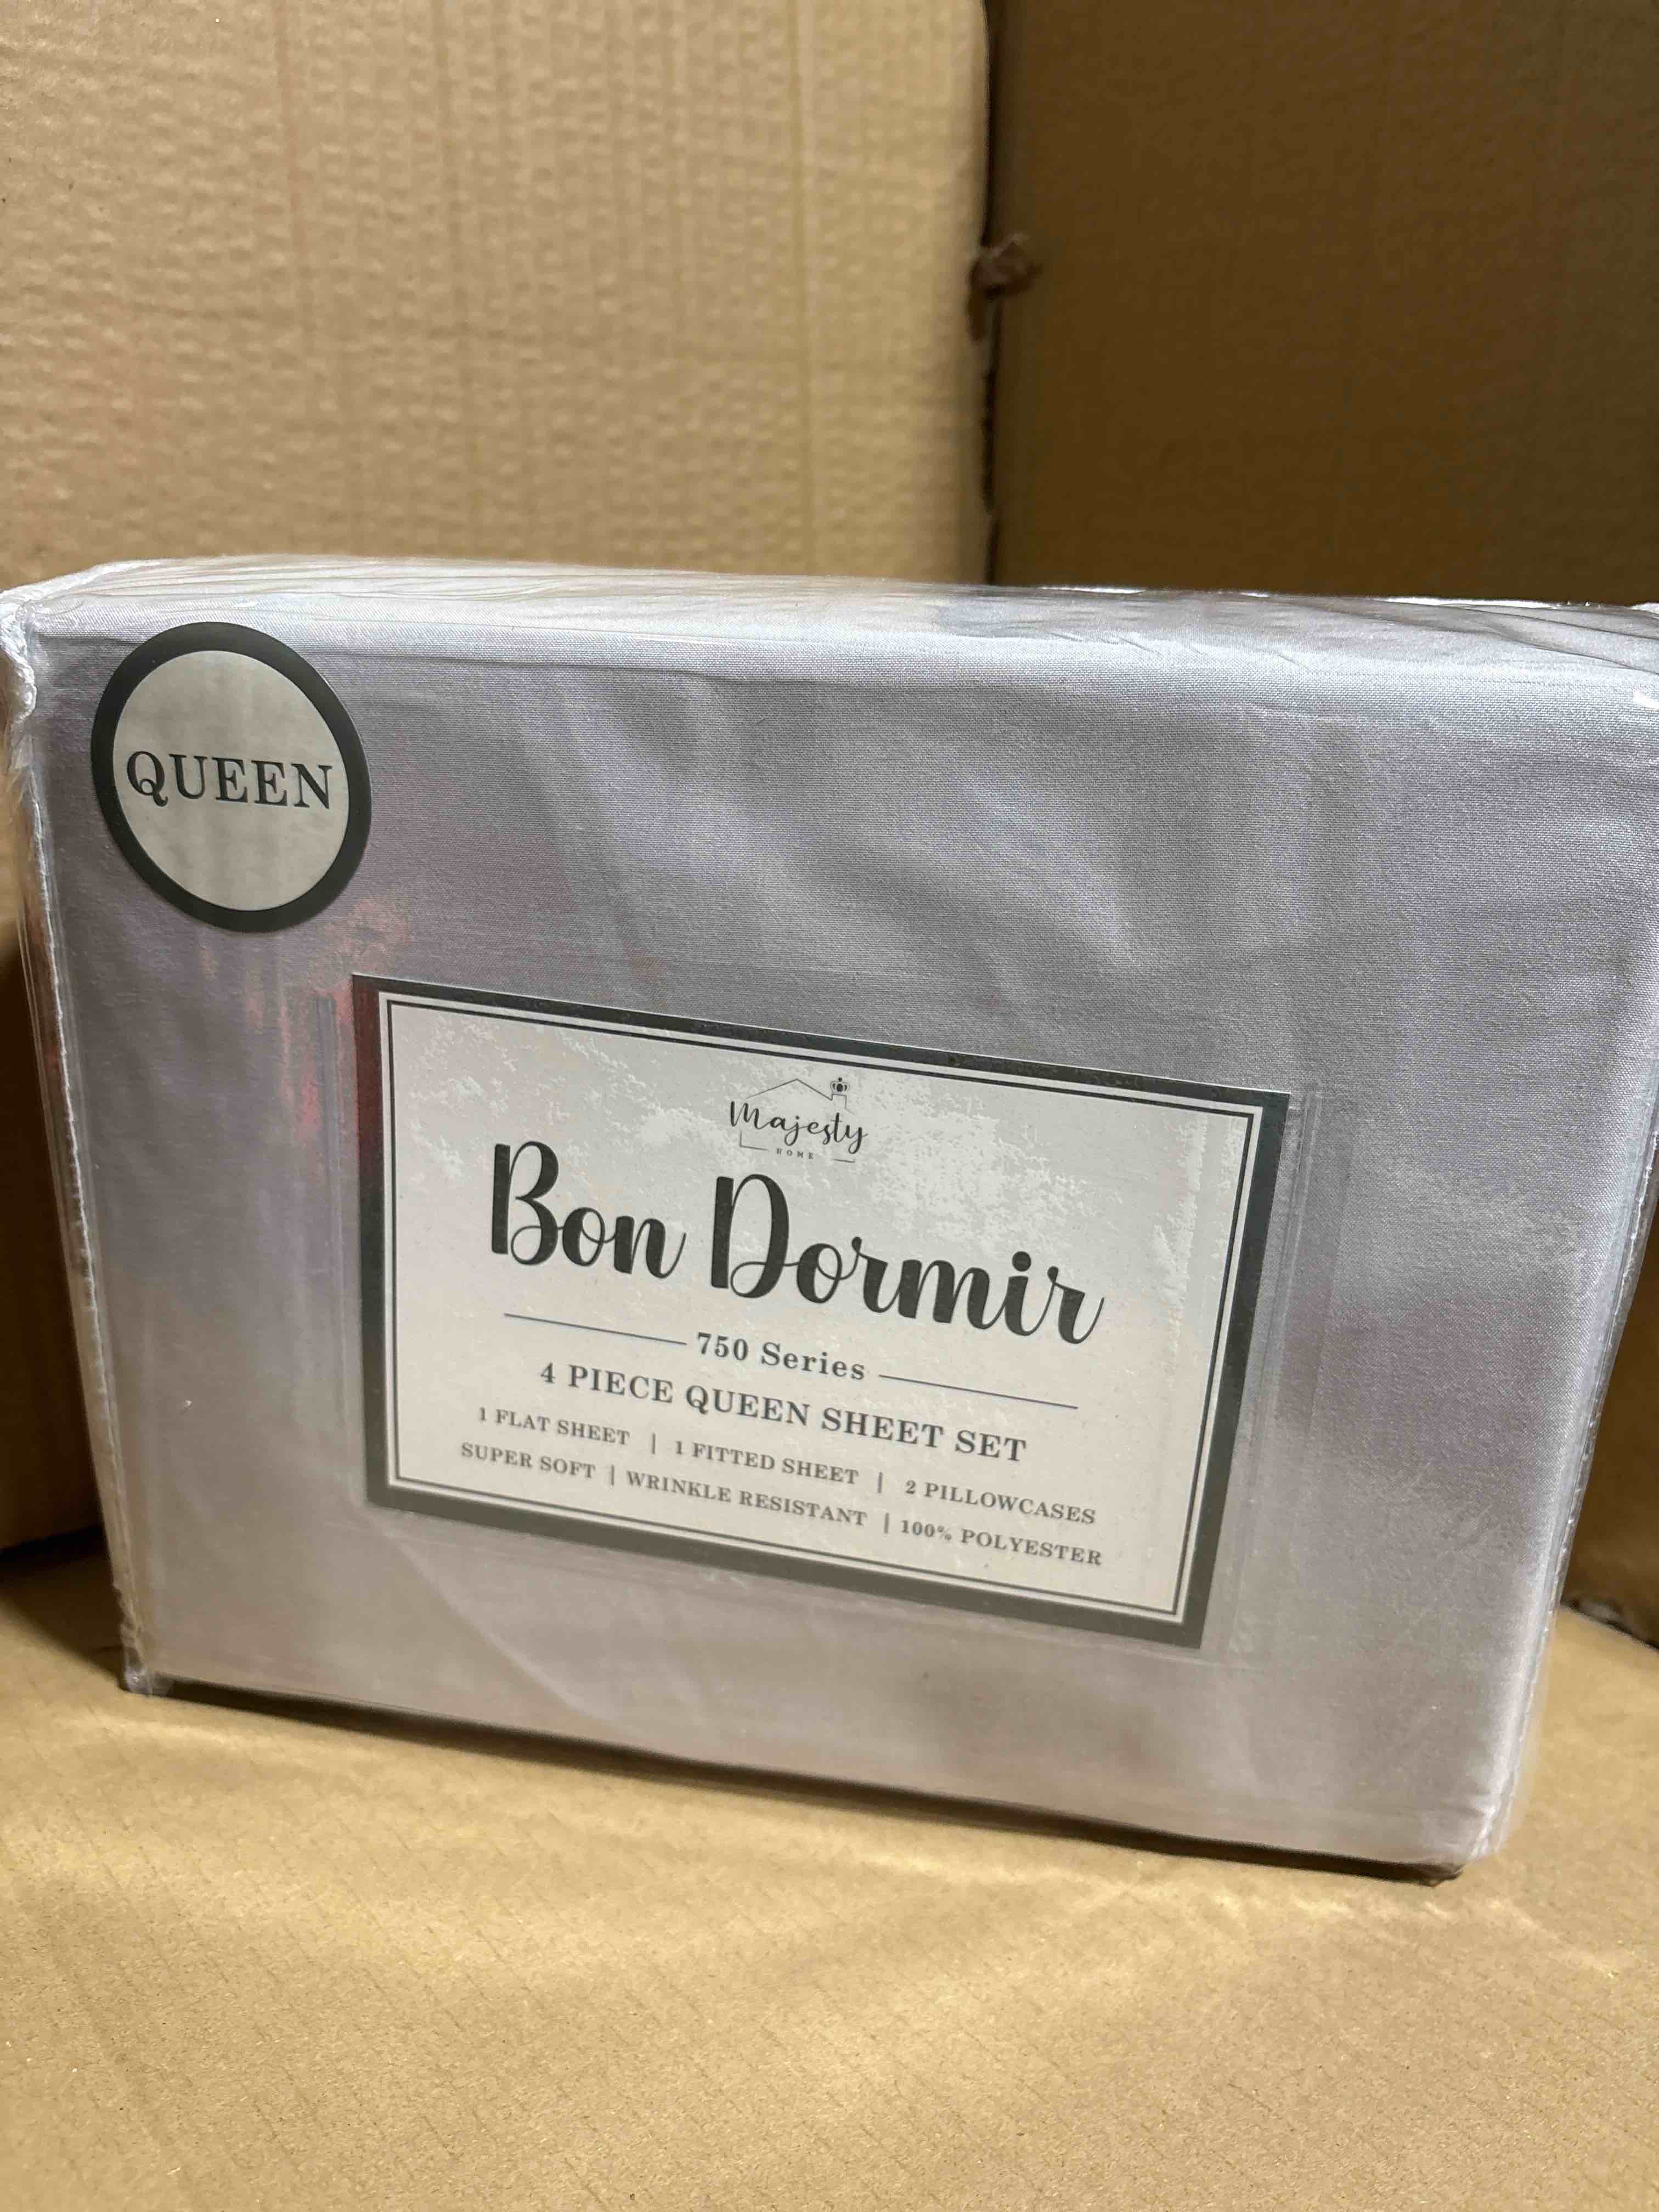 QUEEN
Majesty
HOME
Bon Dormir
750 Series
4 PIECE QUEEN SHEET SET
1 FLAT SHEET | 1 FITTED SHEET | 2 PILLOWCASES
SUPER SOFT | WRINKLE RESISTANT | 100% POLYESTER